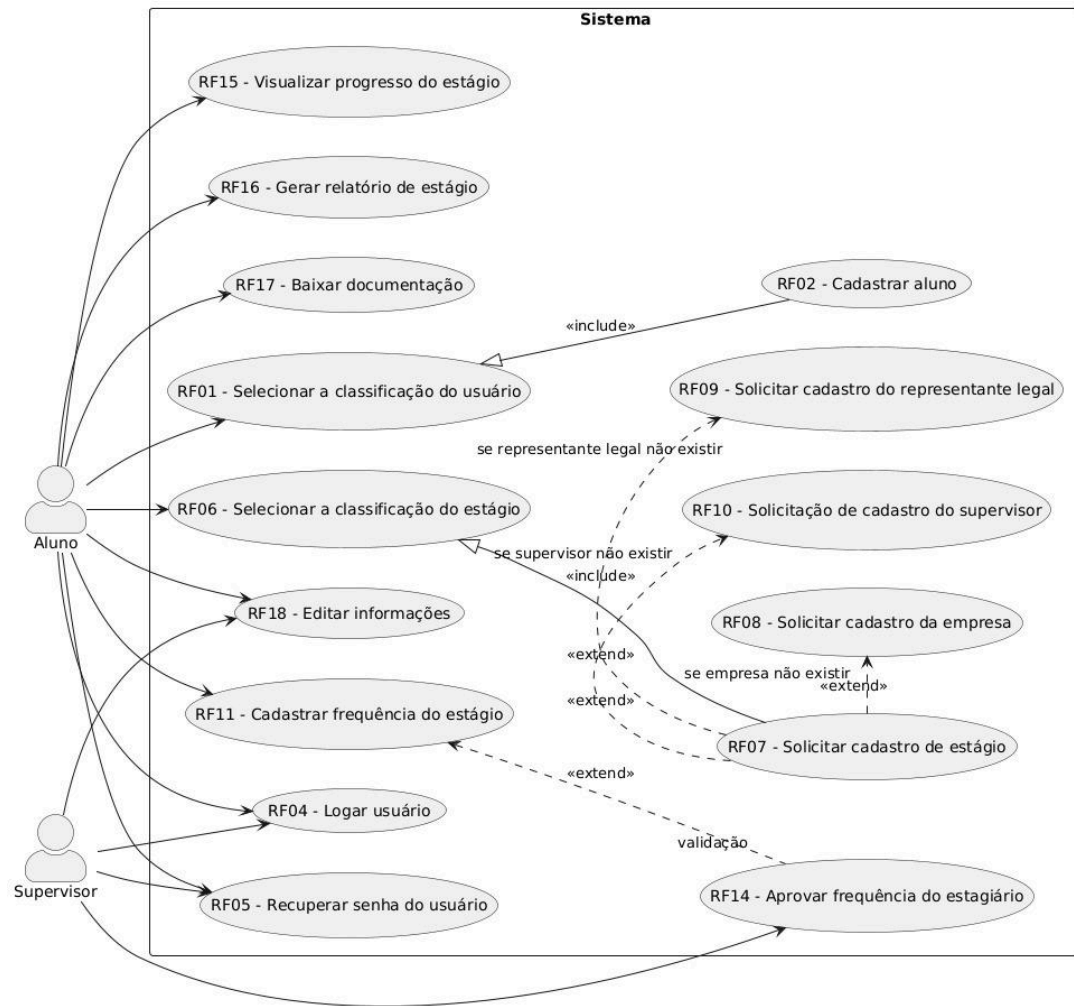 Sistema
RF15 - Visualizar progresso do estágio
RF16 - Gerar relatório de estágio
RF17 - Baixar documentação
RF02 - Cadastrar aluno
«include»
RF01 - Selecionar a classificação do usuário
RF09 - Solicitar cadastro do representante legal
se representante legal não existir
Aluno
RF06 - Selecionar a classificação do estágio
RF10 - Solicitação de cadastro do supervisor
se supervisor não existir
«include»
RF18 - Editar informações
RF08 - Solicitar cadastro da empresa
«extend»
se empresa não existir
«extend»
«extend»
RF11 - Cadastrar frequência do estágio
RF07 - Solicitar cadastro de estágio
«extend»
RF04 - Logar usuário
validação
Supervisor
RF05 - Recuperar senha do usuário
RF14 - Aprovar frequência do estagiário